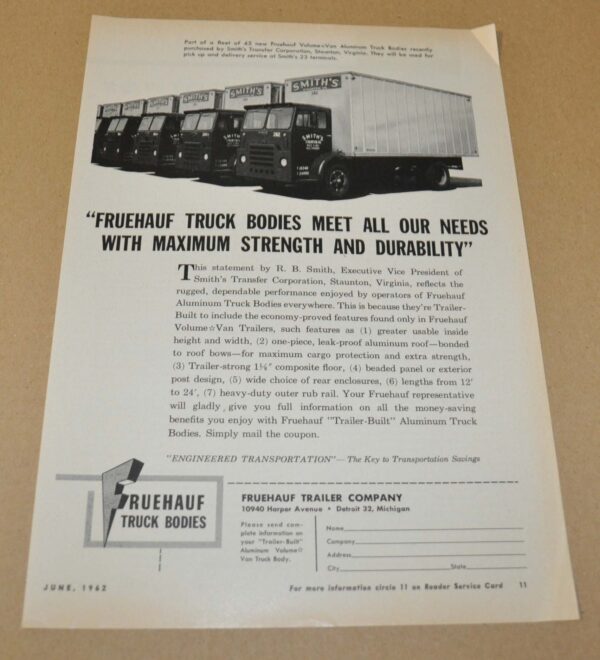 Part of a fleet of 65 new Fruehauf Volume☆Van Aluminum Truck Bodies recently
purchased by Smith's Transfer Corporation, Staunton, Virginia. They will be used for
pick up and delivery service at Smith's 23 terminals.
SMITH'S
SMITH'S
SMITH'S
"FRUEHAUF TRUCK BODIES MEET ALL OUR NEEDS
WITH MAXIMUM STRENGTH AND DURABILITY"
This statement by R. B. Smith, Executive Vice President of
Smith's Transfer Corporation, Staunton, Virginia, reflects the
rugged, dependable performance enjoyed by operators of Fruehauf
Aluminum Truck Bodies everywhere. This is because they're Trailer-
Built to include the economy-proved features found only in Fruehauf
Volume☆Van Trailers, such features as (1) greater usable inside
height and width, (2) one-piece, leak-proof aluminum roof—bonded
to roof bows—for maximum cargo protection and extra strength,
(3) Trailer-strong 1⅛" composite floor, (4) beaded panel or exterior
post design, (5) wide choice of rear enclosures, (6) lengths from 12'
to 24', (7) heavy-duty outer rub rail. Your Fruehauf representative
will gladly give you full information on all the money-saving
benefits you enjoy with Fruehauf "Trailer-Built" Aluminum Truck
Bodies. Simply mail the coupon.
"ENGINEERED TRANSPORTATION"—The Key to Transportation Savings
FRUEHAUF
TRUCK BODIES
FRUEHAUF TRAILER COMPANY
10940 Harper Avenue • Detroit 32, Michigan
Please send com-
plete information on
your "Trailer-Built"
Aluminum Volume☆
Van Truck Body.
Name
Company
Address
City State
JUNE, 1962
For more information circle 11 on Reader Service Card 11